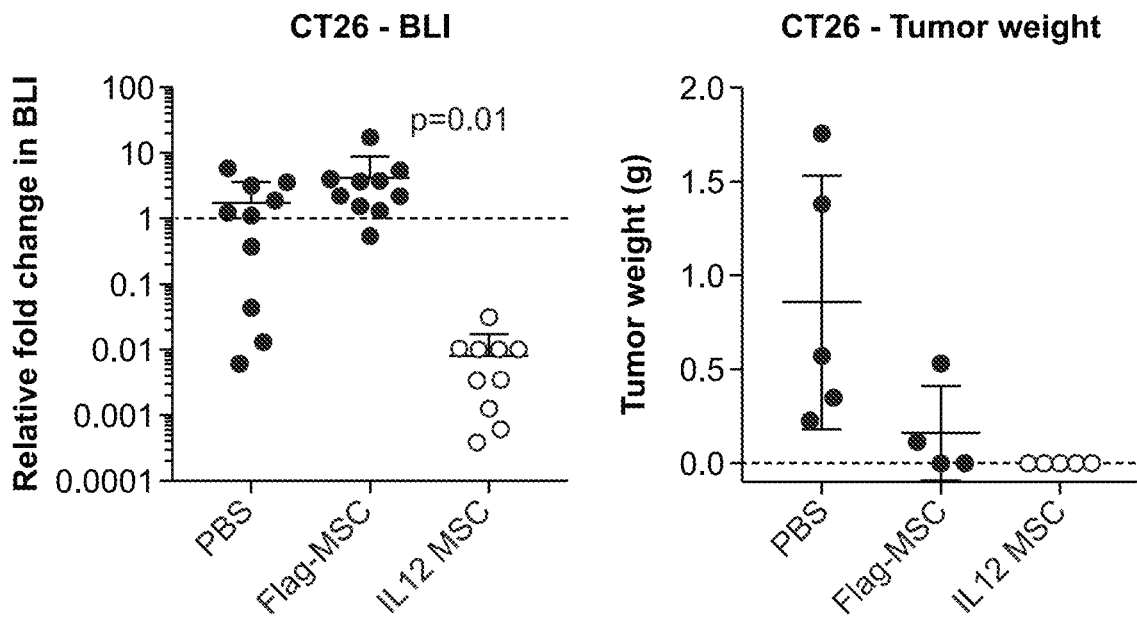 CT26 - BLI
Relative fold change in BLI
100
10
1
0.1
0.01
0.001
0.0001
p=0.01
PBS
Flag-MSC
IL12 MSC
CT26 - Tumor weight
Tumor weight (g)
2.0
1.5
1.0
0.5
0.0
PBS
Flag-MSC
IL12 MSC